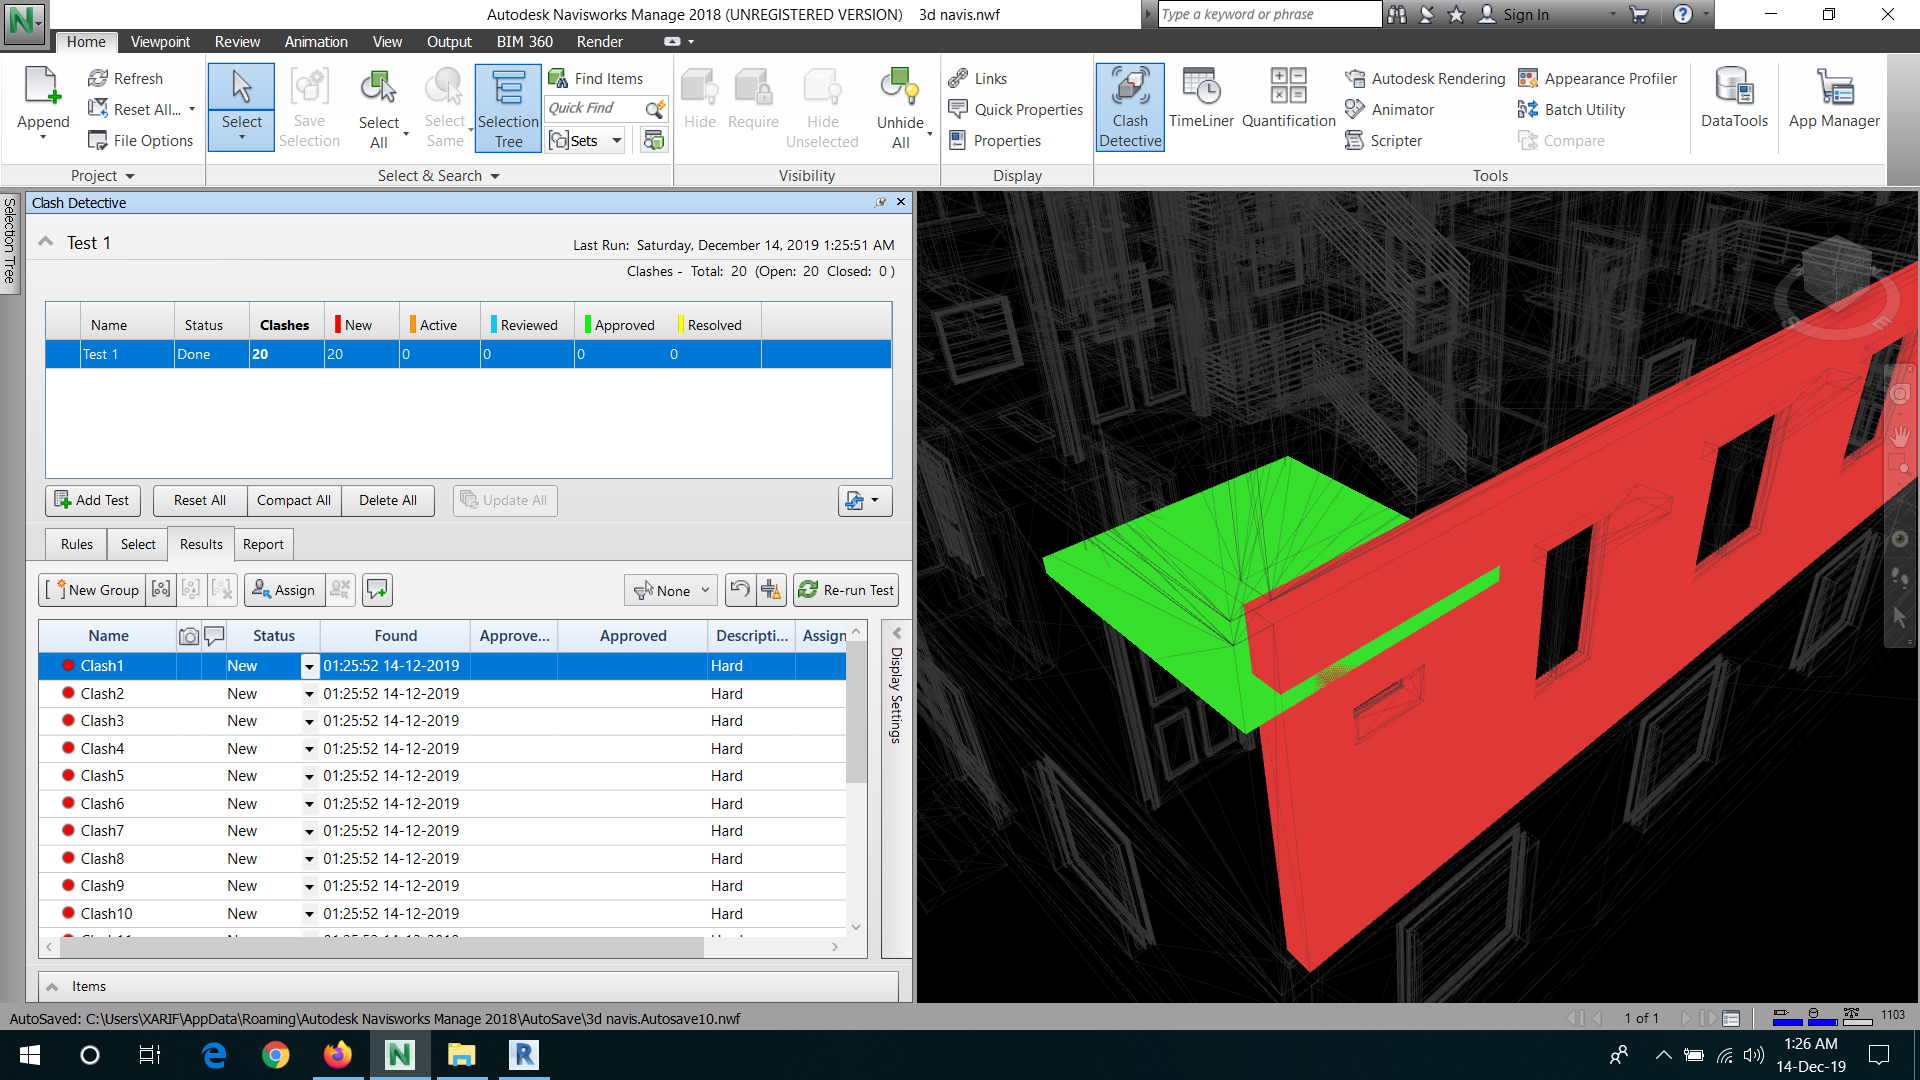 Autodesk Navisworks Manage 2018 (UNREGISTERED VERSION) 3d navis.nwf
Type a keyword or phrase
Sign In
Home Viewpoint Review Animation View Output BIM 360 Render
Append
Refresh
Reset All...
File Options
Project
Select
Save Selection
Select All
Select Same
Selection Tree
Find Items
Quick Find
Sets
Select & Search
Hide
Require
Hide Unselected
Unhide All
Visibility
Links
Quick Properties
Properties
Display
Clash Detective
TimeLiner
Quantification
Autodesk Rendering
Animator
Scripter
Appearance Profiler
Batch Utility
Compare
DataTools
App Manager
Tools
Selection Tree
Clash Detective
Test 1
Last Run: Saturday, December 14, 2019 1:25:51 AM
Clashes - Total: 20 (Open: 20 Closed: 0 )
Name Status Clashes New Active Reviewed Approved Resolved
Test 1 Done 20 20 0 0 0 0
Add Test Reset All Compact All Delete All Update All
Rules Select Results Report
New Group Assign None Re-run Test
Name Status Found Approve... Approved Descripti... Assign
Clash1 New 01:25:52 14-12-2019 Hard
Clash2 New 01:25:52 14-12-2019 Hard
Clash3 New 01:25:52 14-12-2019 Hard
Clash4 New 01:25:52 14-12-2019 Hard
Clash5 New 01:25:52 14-12-2019 Hard
Clash6 New 01:25:52 14-12-2019 Hard
Clash7 New 01:25:52 14-12-2019 Hard
Clash8 New 01:25:52 14-12-2019 Hard
Clash9 New 01:25:52 14-12-2019 Hard
Clash10 New 01:25:52 14-12-2019 Hard
Display Settings
Items
AutoSaved: C:\Users\XARIF\AppData\Roaming\Autodesk Navisworks Manage 2018\AutoSave\3d navis.Autosave10.nwf
1 of 1
1103
1:26 AM
14-Dec-19